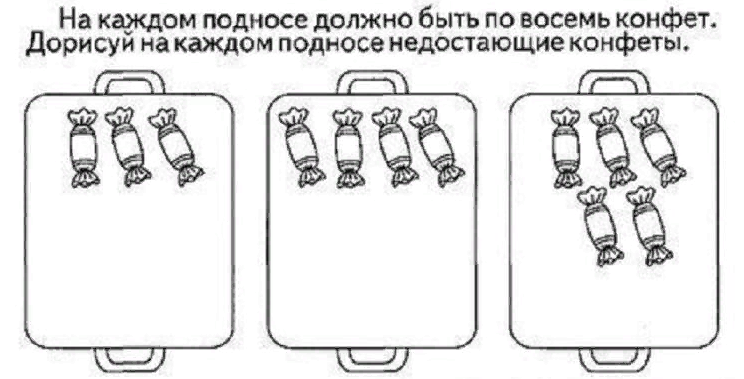 На каждом подносе должно быть по восемь конфет.
Дорисуй на каждом подносе недостающие конфеты.